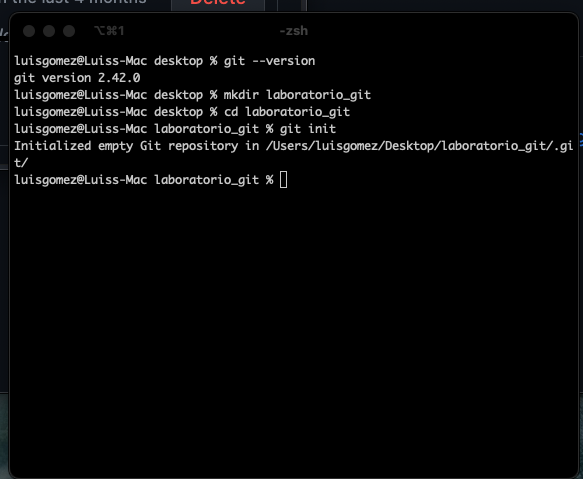 n the last 4 months Delete
⌥⌘1 -zsh
luisgomez@Luiss-Mac desktop % git --version
git version 2.42.0
luisgomez@Luiss-Mac desktop % mkdir laboratorio_git
luisgomez@Luiss-Mac desktop % cd laboratorio_git
luisgomez@Luiss-Mac laboratorio_git % git init
Initialized empty Git repository in /Users/luisgomez/Desktop/laboratorio_git/.gi
t/
luisgomez@Luiss-Mac laboratorio_git %